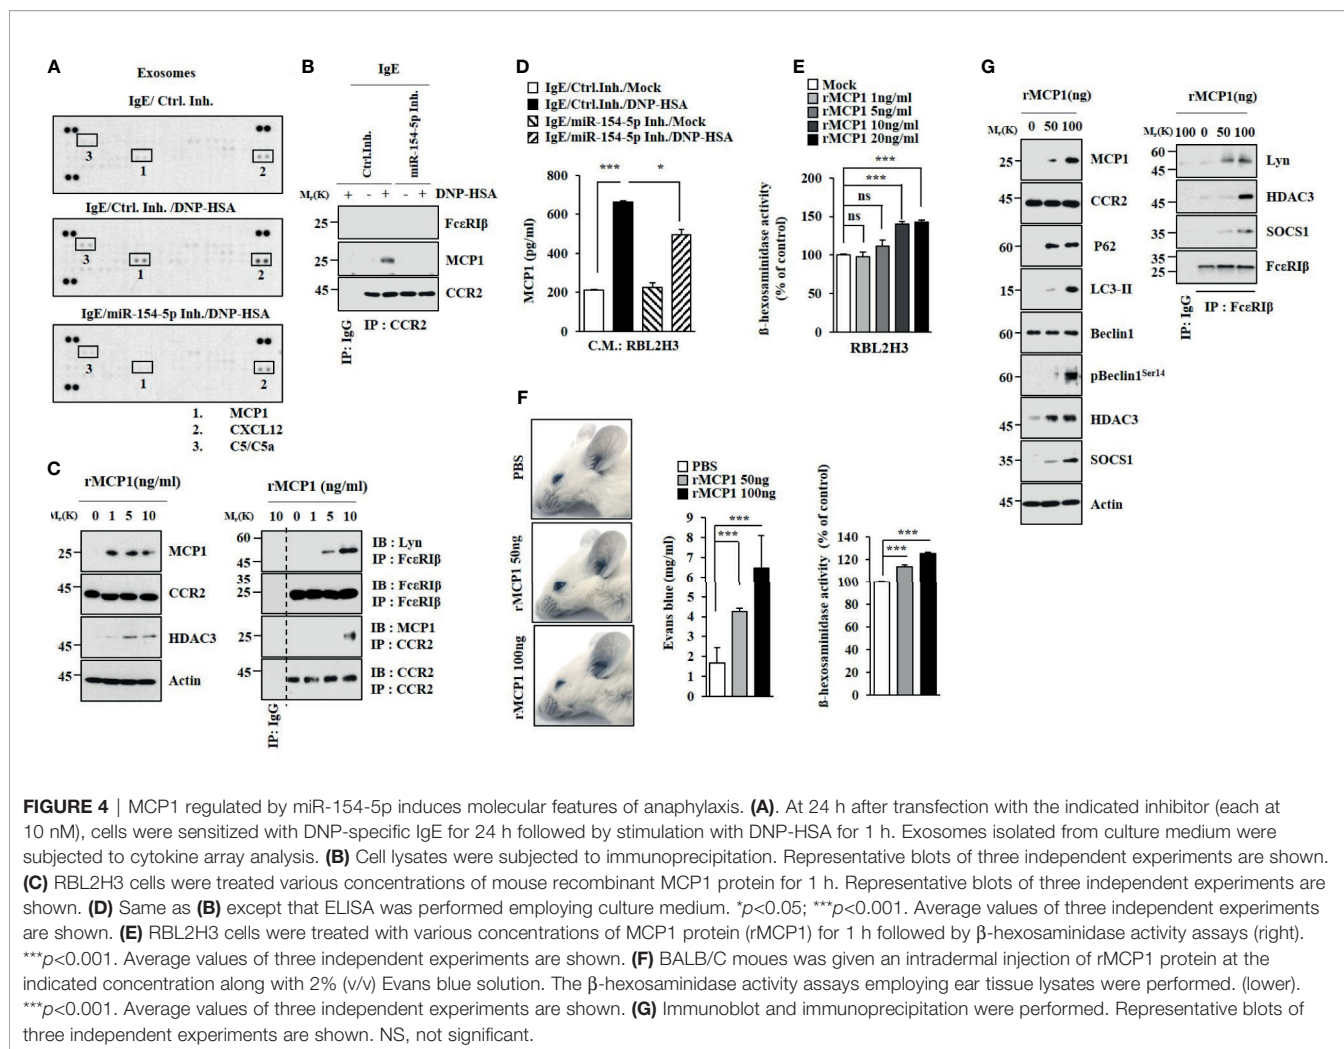 A
Exosomes
IgE/ Ctrl. Inh.
3
1
2
IgE/Ctrl. Inh. /DNP-HSA
3
1
2
IgE/miR-154-5p Inh./DNP-HSA
3
1
2
1. MCP1
2. CXCL12
3. C5/C5a
B
IgE
Ctrl.Inh.
miR-154-5p Inh.
Mr(K) + - + - + DNP-HSA
25 FcεRIβ
25 MCP1
45 CCR2
IP: IgG
IP : CCR2
C
rMCP1(ng/ml)
Mr(K) 0 1 5 10
25 MCP1
45 CCR2
45 HDAC3
45 Actin
rMCP1 (ng/ml)
Mr(K) 10 0 1 5 10
60 IB : Lyn
45 IP : FcεRIβ
35 IB : FcεRIβ
25 IP : FcεRIβ
25 IB : MCP1
IP : CCR2
45 IB : CCR2
IP : CCR2
IP: IgG
D
IgE/Ctrl.Inh./Mock
IgE/Ctrl.Inh./DNP-HSA
IgE/miR-154-5p Inh./Mock
IgE/miR-154-5p Inh./DNP-HSA
*** *
MCP1 (pg/ml)
800
600
400
200
0
C.M.: RBL2H3
E
Mock
rMCP1 1ng/ml
rMCP1 5ng/ml
rMCP1 10ng/ml
rMCP1 20ng/ml
***
***
ns
ns
ß-hexosaminidase activity
(% of control)
200
150
100
50
0
RBL2H3
F
PBS
rMCP1 50ng
rMCP1 100ng
PBS
rMCP1 50ng
rMCP1 100ng
***
***
Evans blue (mg/ml)
9
8
7
6
5
4
3
2
1
0
ß-hexosaminidase activity (% of control)
***
***
140
120
100
80
60
40
20
0
G
rMCP1(ng)
Mr(K) 0 50 100
25 MCP1
45 CCR2
60 P62
15 LC3-II
60 Beclin1
60 pBeclin1Ser14
45 HDAC3
35 SOCS1
45 Actin
rMCP1(ng)
Mr(K) 100 0 50 100
60 Lyn
45
45 HDAC3
35 SOCS1
35 FcεRIβ
25
IP: IgG
IP : FcεRIβ
FIGURE 4 | MCP1 regulated by miR-154-5p induces molecular features of anaphylaxis. (A). At 24 h after transfection with the indicated inhibitor (each at
10 nM), cells were sensitized with DNP-specific IgE for 24 h followed by stimulation with DNP-HSA for 1 h. Exosomes isolated from culture medium were
subjected to cytokine array analysis. (B) Cell lysates were subjected to immunoprecipitation. Representative blots of three independent experiments are shown.
(C) RBL2H3 cells were treated various concentrations of mouse recombinant MCP1 protein for 1 h. Representative blots of three independent experiments are
shown. (D) Same as (B) except that ELISA was performed employing culture medium. *p<0.05; ***p<0.001. Average values of three independent experiments
are shown. (E) RBL2H3 cells were treated with various concentrations of MCP1 protein (rMCP1) for 1 h followed by β-hexosaminidase activity assays (right).
***p<0.001. Average values of three independent experiments are shown. (F) BALB/C moues was given an intradermal injection of rMCP1 protein at the
indicated concentration along with 2% (v/v) Evans blue solution. The β-hexosaminidase activity assays employing ear tissue lysates were performed. (lower).
***p<0.001. Average values of three independent experiments are shown. (G) Immunoblot and immunoprecipitation were performed. Representative blots of
three independent experiments are shown. NS, not significant.